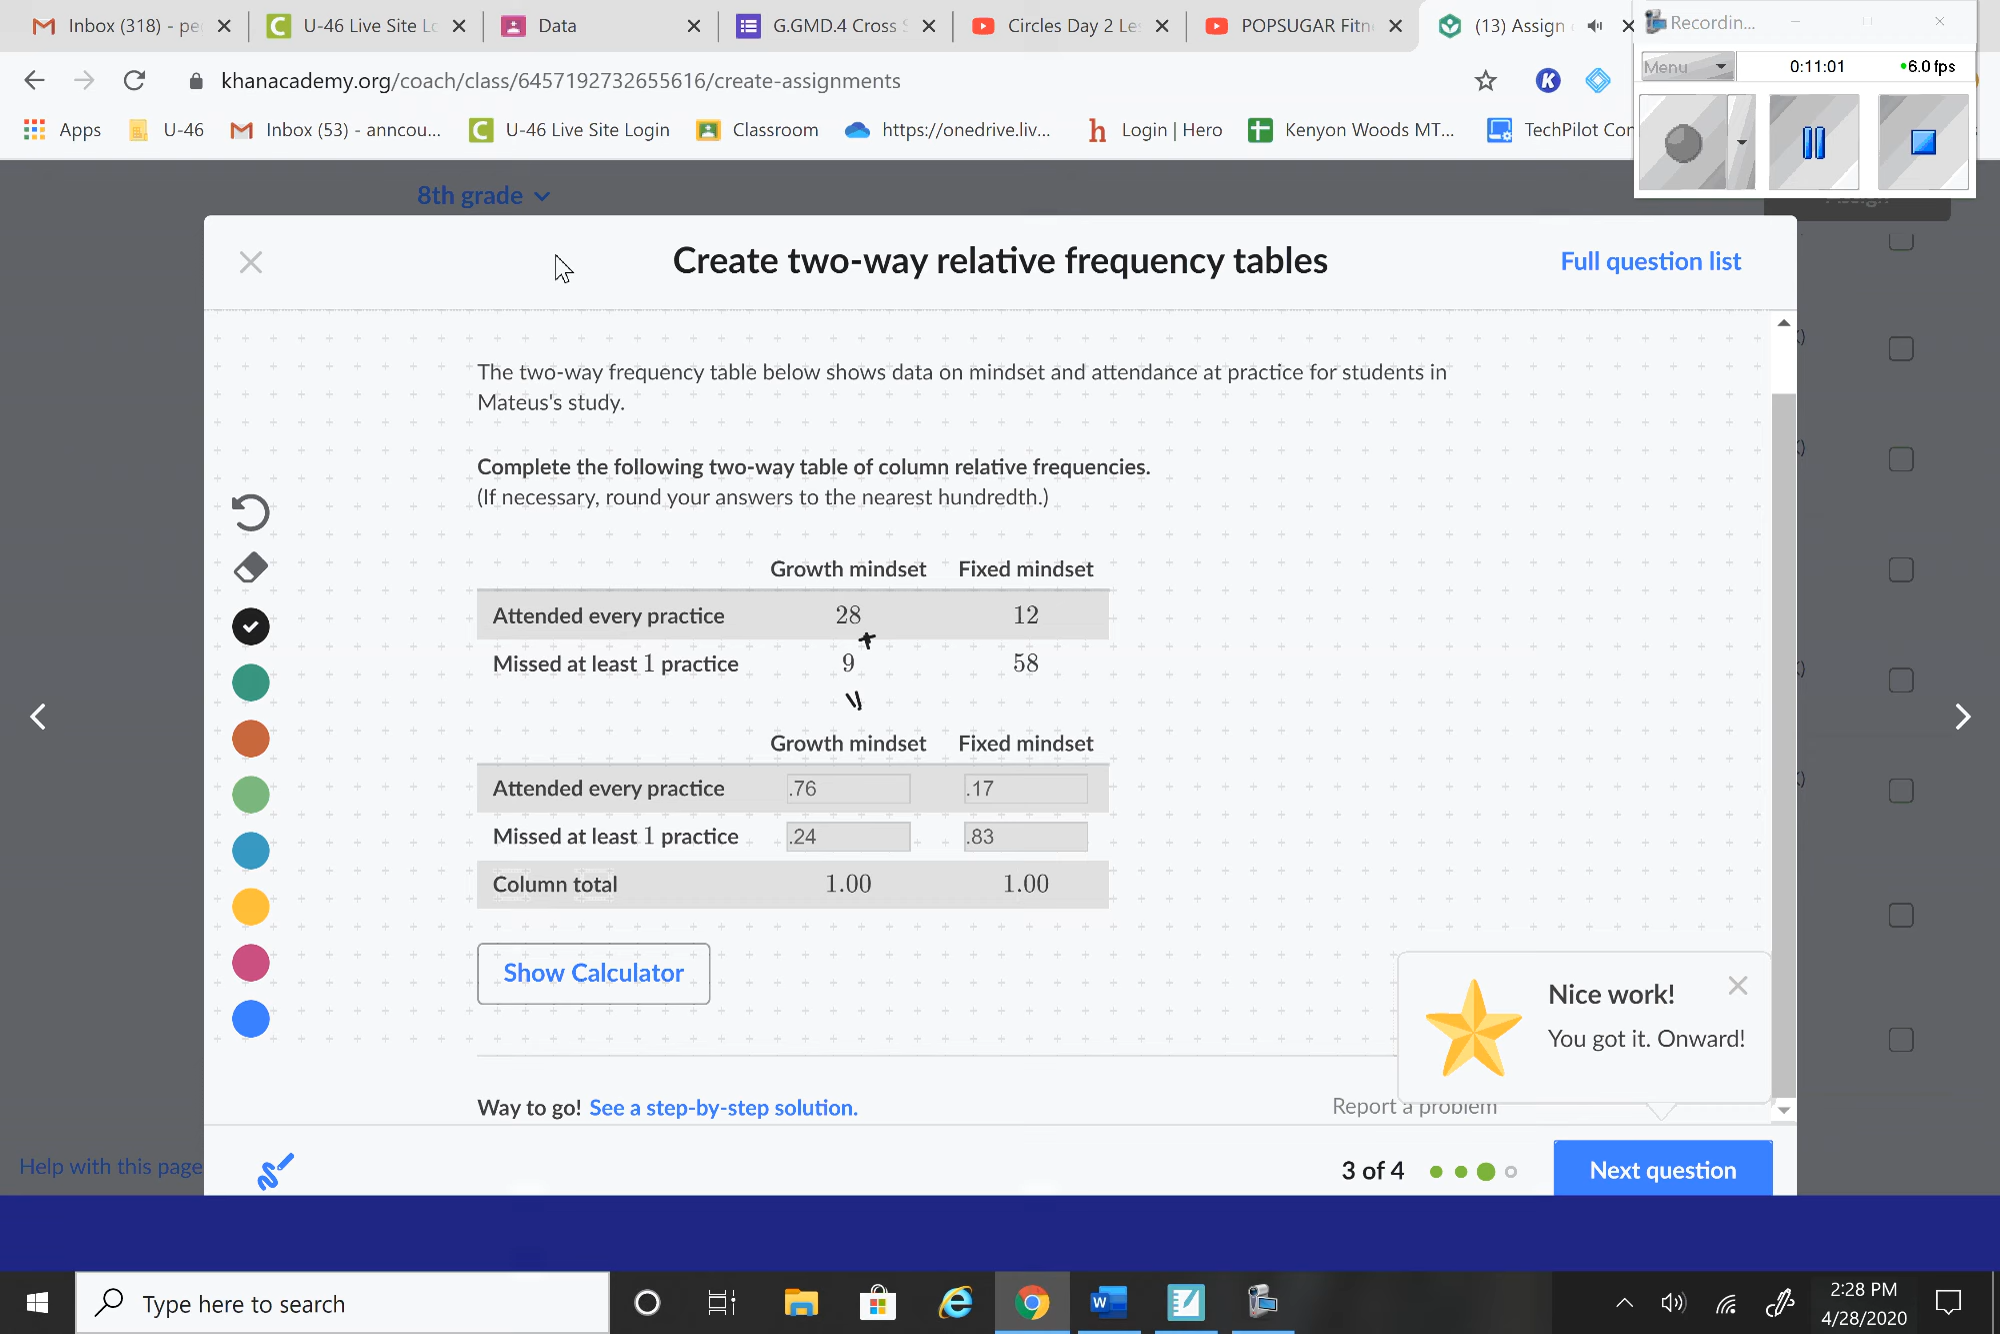 Inbox (318) - pe
U-46 Live Site Lo
Data
G.GMD.4 Cross S
Circles Day 2 Le
POPSUGAR Fitn
(13) Assign
Recordin...
khanacademy.org/coach/class/6457192732655616/create-assignments
Menu
0:11:01
6.0 fps
Apps
U-46
Inbox (53) - anncou...
U-46 Live Site Login
Classroom
https://onedrive.liv...
Login | Hero
Kenyon Woods MT...
TechPilot Cor
8th grade
Assign
Create two-way relative frequency tables
Full question list
The two-way frequency table below shows data on mindset and attendance at practice for students in
Mateus's study.
Complete the following two-way table of column relative frequencies.
(If necessary, round your answers to the nearest hundredth.)
Growth mindset Fixed mindset
Attended every practice 28 12
+
Missed at least 1 practice 9 58
Growth mindset Fixed mindset
Attended every practice .76 .17
Missed at least 1 practice .24 .83
Column total 1.00 1.00
Show Calculator
Nice work!
You got it. Onward!
Way to go! See a step-by-step solution.
Report a problem
Help with this page
3 of 4
Next question
Type here to search
2:28 PM
4/28/2020